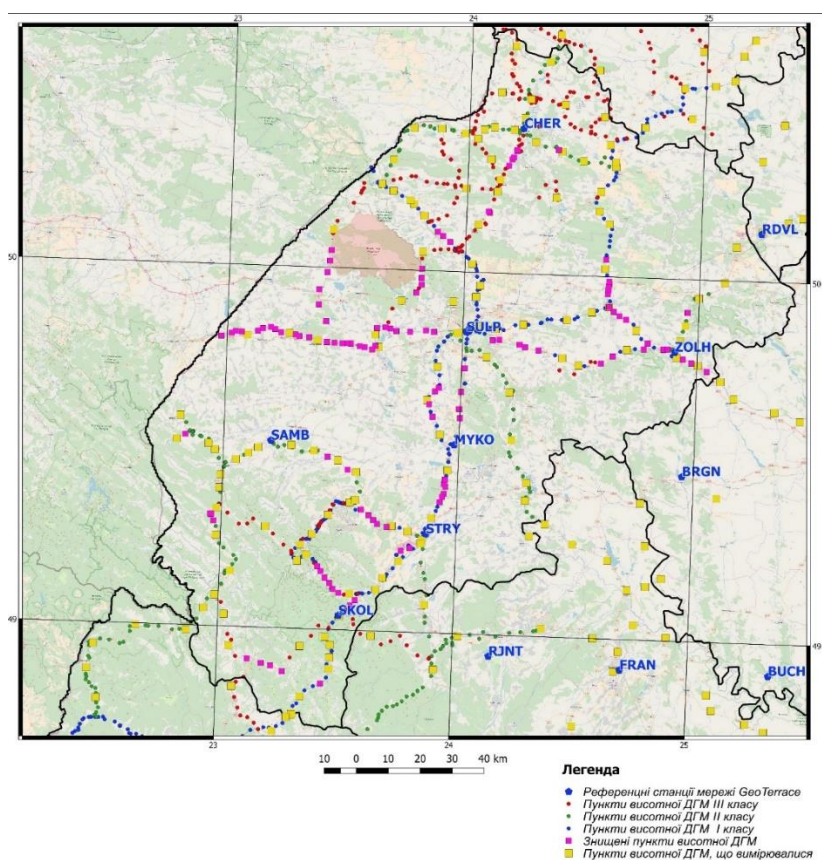 23 24 25
CHER
RDVL
50 50
SULP
ZOLH
SAMB
MYKO
BRGN
STRY
49
SKOL
RJNT
FRAN
49
BUCH
23 24 25
10 0 10 20 30 40 km
Легенда
Референцні станції мережі GeoTerrace
Пункти висотної ДГМ III класу
Пункти висотної ДГМ II класу
Пункти висотної ДГМ I класу
Знищені пункти висотної ДГМ
Пункти висотної ДГМ, що вимірювалися